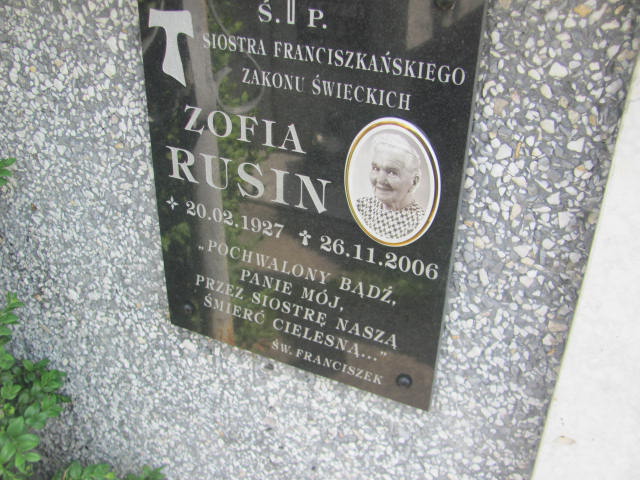 Ś. P.
SIOSTRA FRANCISZKAŃSKIEGO
ZAKONU ŚWIECKICH
ZOFIA
RUSIN
20.02.1927 26.11.2006
„POCHWALONY BĄDŹ,
PANIE MÓJ,
PRZEZ SIOSTRĘ NASZĄ
ŚMIERĆ CIELESNĄ..."
ŚW. FRANCISZEK